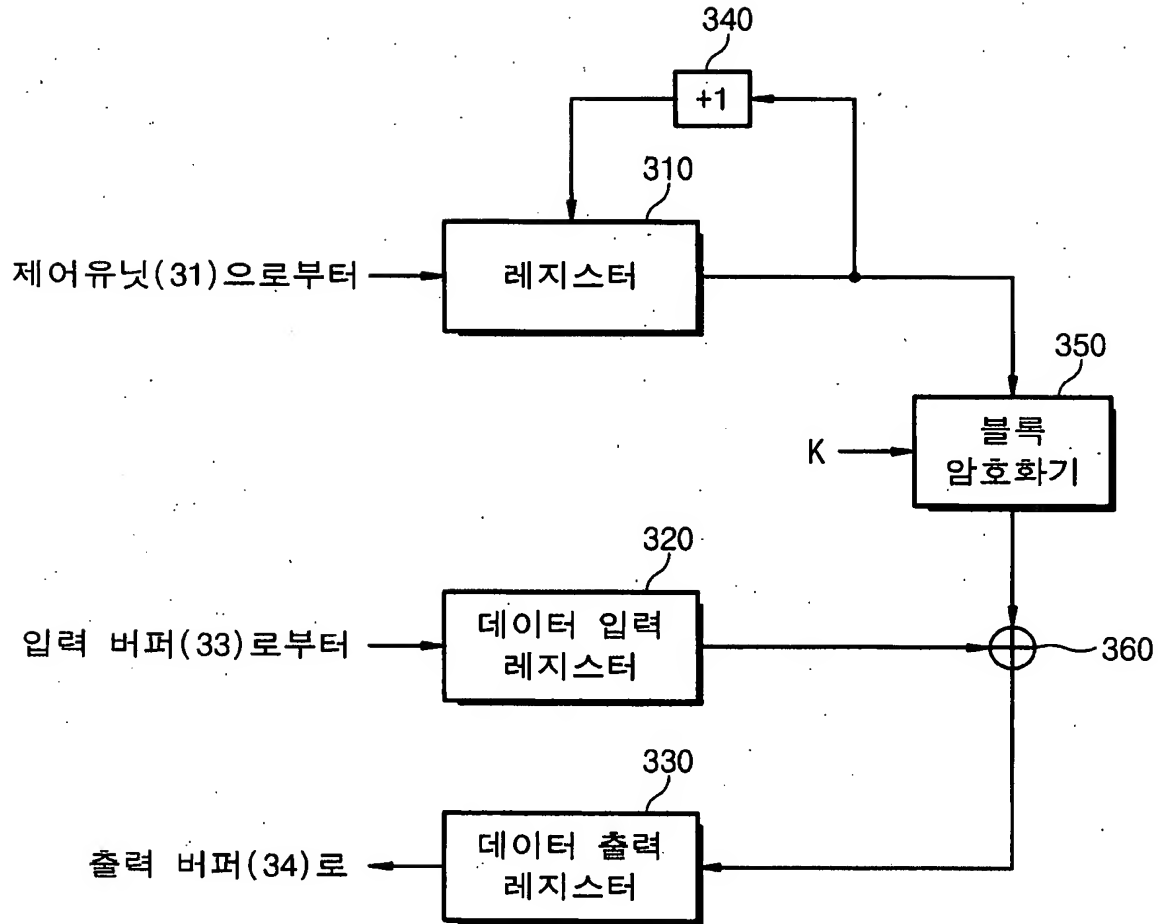 340
+1
310
제어유닛(31)으로부터
레지스터
350
블록
암호화기
K
320
입력 버퍼(33)로부터
데이터 입력
레지스터
360
330
출력 버퍼(34)로
데이터 출력
레지스터